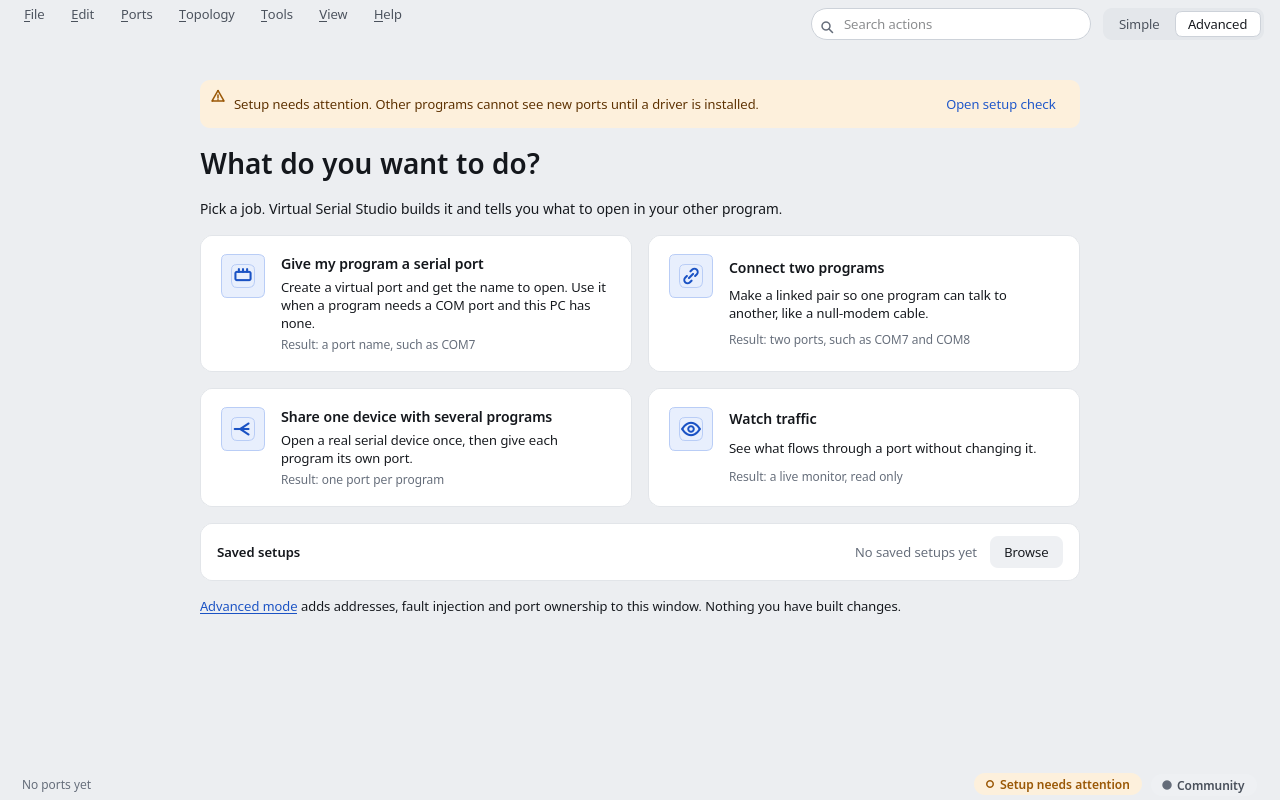 File Edit Ports Topology Tools View Help
Search actions
Simple Advanced
Setup needs attention. Other programs cannot see new ports until a driver is installed.
Open setup check
What do you want to do?
Pick a job. Virtual Serial Studio builds it and tells you what to open in your other program.
Give my program a serial port
Create a virtual port and get the name to open. Use it
when a program needs a COM port and this PC has
none.
Result: a port name, such as COM7
Connect two programs
Make a linked pair so one program can talk to
another, like a null-modem cable.
Result: two ports, such as COM7 and COM8
Share one device with several programs
Open a real serial device once, then give each
program its own port.
Result: one port per program
Watch traffic
See what flows through a port without changing it.
Result: a live monitor, read only
Saved setups
No saved setups yet
Browse
Advanced mode adds addresses, fault injection and port ownership to this window. Nothing you have built changes.
No ports yet
Setup needs attention
Community